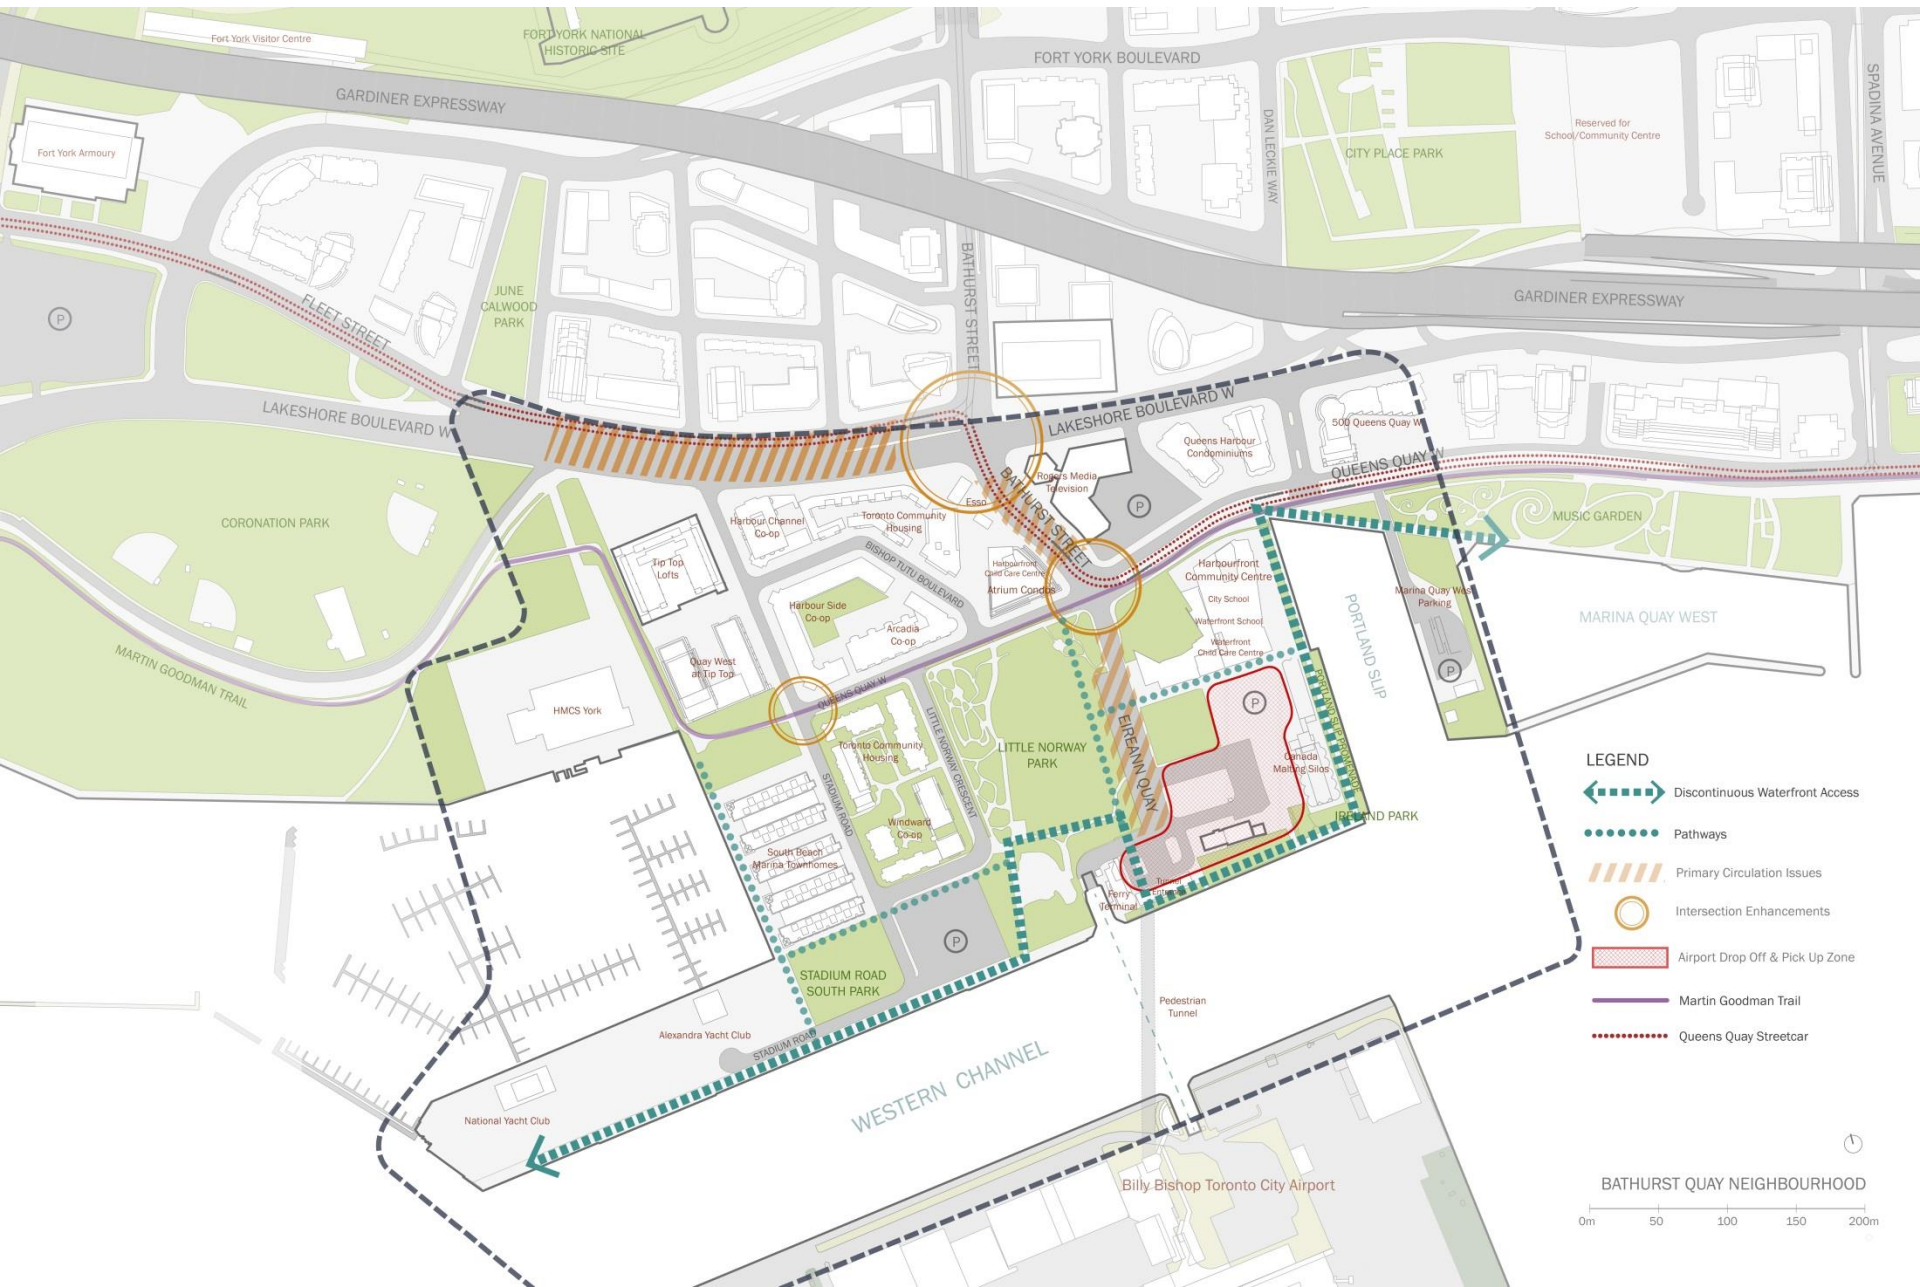 Fort York Visitor Centre
FORT YORK NATIONAL
HISTORIC SITE
FORT YORK BOULEVARD
GARDINER EXPRESSWAY
SPADINA AVENUE
DAN LECKIE WAY
Reserved for
School/Community Centre
CITY PLACE PARK
Fort York Armoury
BATHURST STREET
GARDINER EXPRESSWAY
JUNE
CALWOOD
PARK
P
FLEET STREET
LAKESHORE BOULEVARD W
LAKESHORE BOULEVARD W
500 Queens Quay W
QUEENS QUAY W
Queens Harbour
Condominiums
Rogers Media
Television
BATHURST STREET
Esso
P
CORONATION PARK
Harbour Channel
Co-op
Toronto Community
Housing
MUSIC GARDEN
BISHOP TUTU BOULEVARD
Tip Top
Lofts
Harbourfront
Child Care Centre
Atrium Condos
Harbourfront
Community Centre
City School
Waterfront School
Waterfront
Child Care Centre
Marina Quay West
Parking
PORTLAND SLIP
MARINA QUAY WEST
Harbour Side
Co-op
Arcadia
Co-op
MARTIN GOODMAN TRAIL
Quay West
at Tip Top
P
HMCS York
QUEENS QUAY W
P
PORTLAND SLIP PROMENADE
LITTLE NORWAY CRESCENT
LITTLE NORWAY
PARK
EIREANN QUAY
Toronto Community
Housing
Canada
Malting Silos
STADIUM ROAD
Windward
Co-op
IRELAND PARK
South Beach
Marina Townhomes
Tunnel
Entrance
Ferry
Terminal
P
STADIUM ROAD
SOUTH PARK
Pedestrian
Tunnel
Alexandra Yacht Club
STADIUM ROAD
WESTERN CHANNEL
National Yacht Club
Billy Bishop Toronto City Airport
LEGEND
Discontinuous Waterfront Access
Pathways
Primary Circulation Issues
Intersection Enhancements
Airport Drop Off & Pick Up Zone
Martin Goodman Trail
Queens Quay Streetcar
BATHURST QUAY NEIGHBOURHOOD
0m 50 100 150 200m